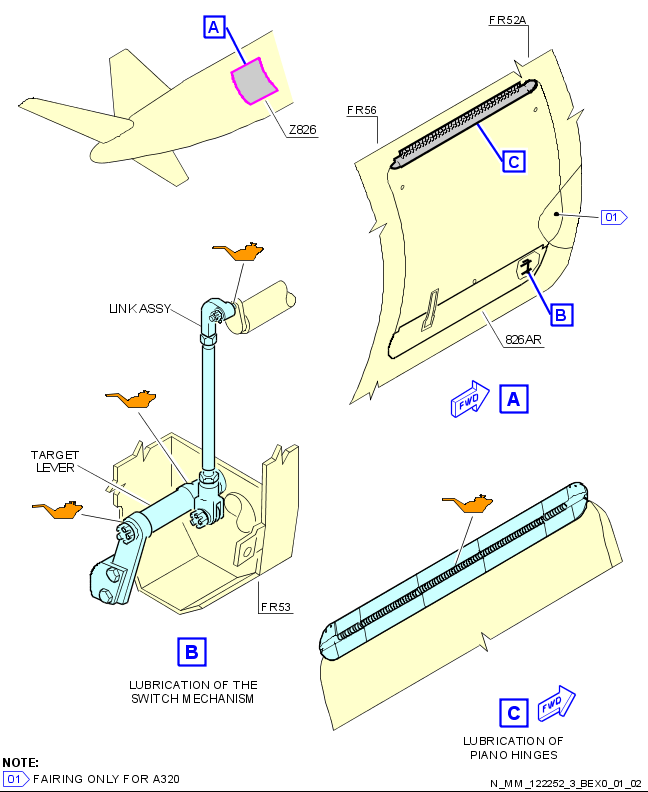 A
Z826
FR52A
FR56
C
01
B
826AR
FWD
A
LINK ASSY
TARGET
LEVER
FR53
B
LUBRICATION OF THE
SWITCH MECHANISM
C
FWD
LUBRICATION OF
PIANO HINGES
NOTE:
01 FAIRING ONLY FOR A320
N_MM_122252_3_BEX0_01_02